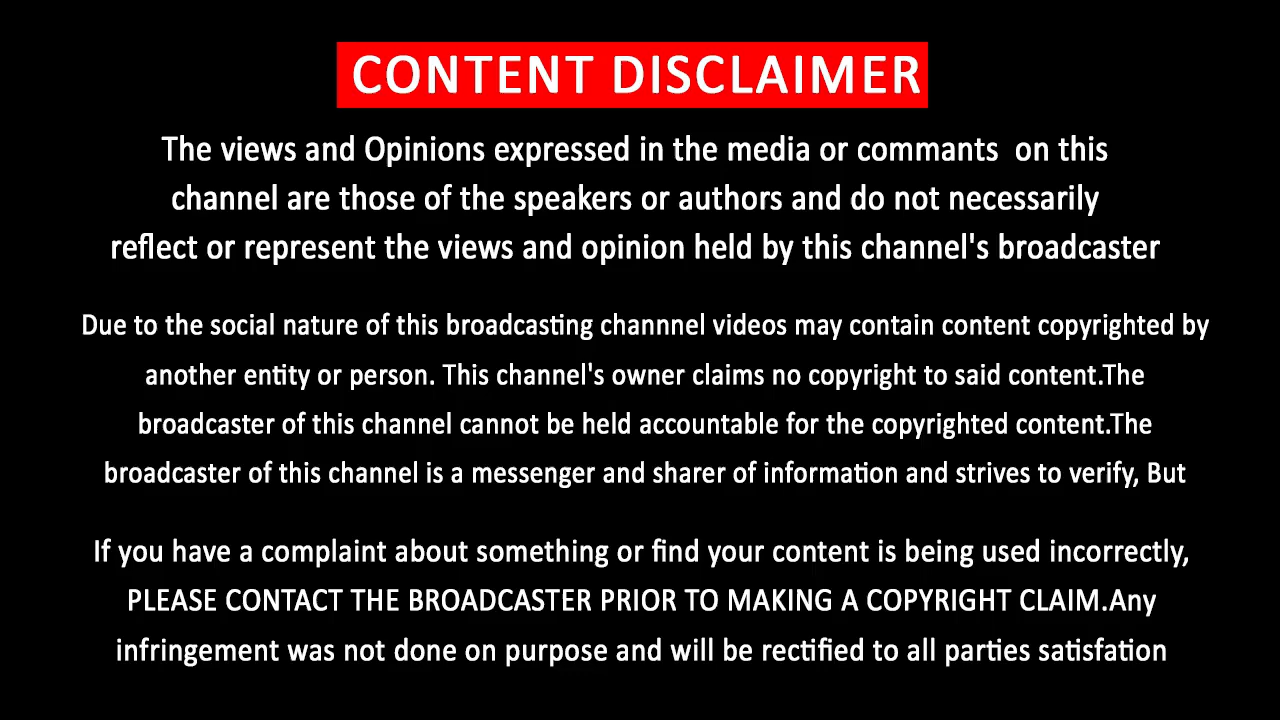 CONTENT DISCLAIMER
The views and Opinions expressed in the media or commants  on this
channel are those of the speakers or authors and do not necessarily
reflect or represent the views and opinion held by this channel's broadcaster
Due to the social nature of this broadcasting channnel videos may contain content copyrighted by
another entity or person. This channel's owner claims no copyright to said content.The
broadcaster of this channel cannot be held accountable for the copyrighted content.The
broadcaster of this channel is a messenger and sharer of information and strives to verify, But
If you have a complaint about something or find your content is being used incorrectly,
PLEASE CONTACT THE BROADCASTER PRIOR TO MAKING A COPYRIGHT CLAIM.Any
infringement was not done on purpose and will be rectified to all parties satisfation